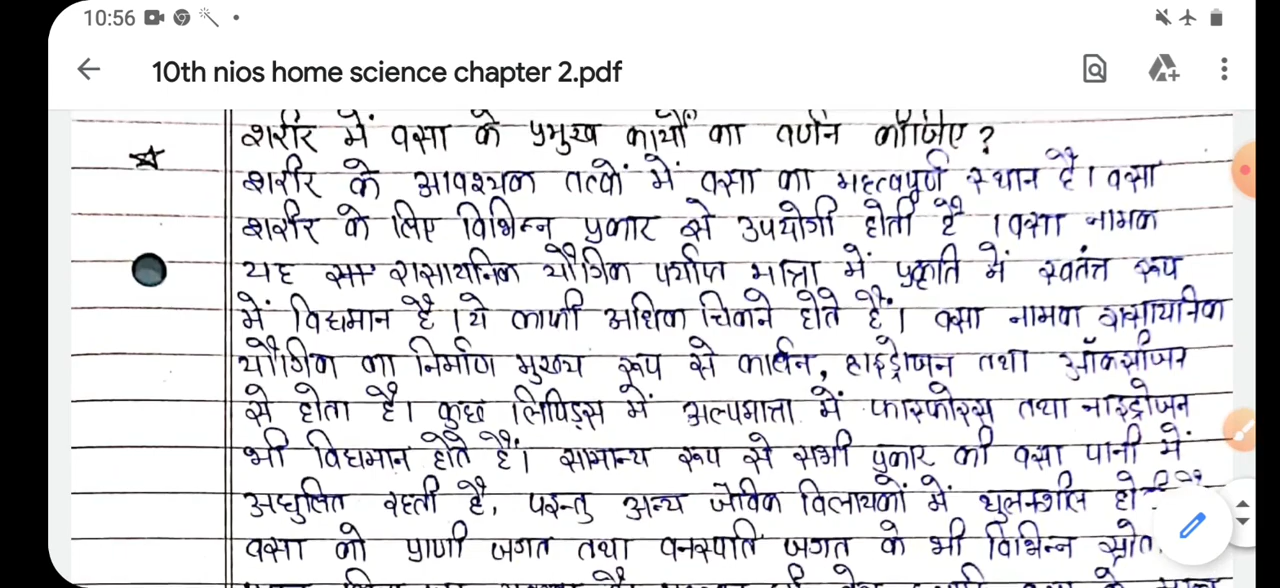 10:56
10th nios home science chapter 2.pdf
शरीर में वसा के प्रमुख कार्यों का वर्णन कीजिए ?
शरीर के आवश्यक तत्वों में वसा का महत्वपूर्ण स्थान है। वसा
शरीर के लिए विभिन्न प्रकार से उपयोगी होती है । वसा नामक
यह रासायनिक यौगिक पर्याप्त मात्रा में प्रकृति में स्वतंत्र रूप
में विद्यमान है। ये काफी अधिक चिकने होते हैं। वसा नामक रासायनिक
यौगिक का निर्माण मुख्य रूप से कार्बन, हाइड्रोजन तथा ऑक्सीजन
से होता है। कुछ लिपिड्स में अल्पमात्रा में फास्फोरस तथा नाइट्रोजन
भी विद्यमान होते हैं। सामान्य रूप से सभी प्रकार की वसा पानी में
अघुलित रहती है, परन्तु अन्य जैविक विलायकों में घुलनशील
वसा को प्राणी जगत तथा वनस्पति जगत के भी विभिन्न